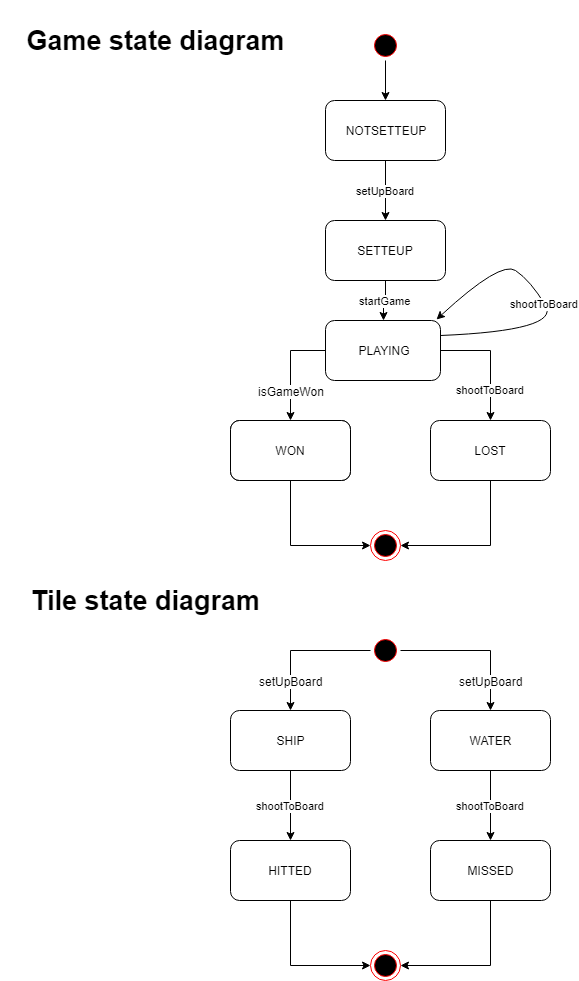 Game state diagram
NOTSETTEUP
setUpBoard
SETTEUP
startGame
shootToBoard
PLAYING
isGameWon
shootToBoard
WON
LOST
Tile state diagram
setUpBoard
setUpBoard
SHIP
WATER
shootToBoard
shootToBoard
HITTED
MISSED